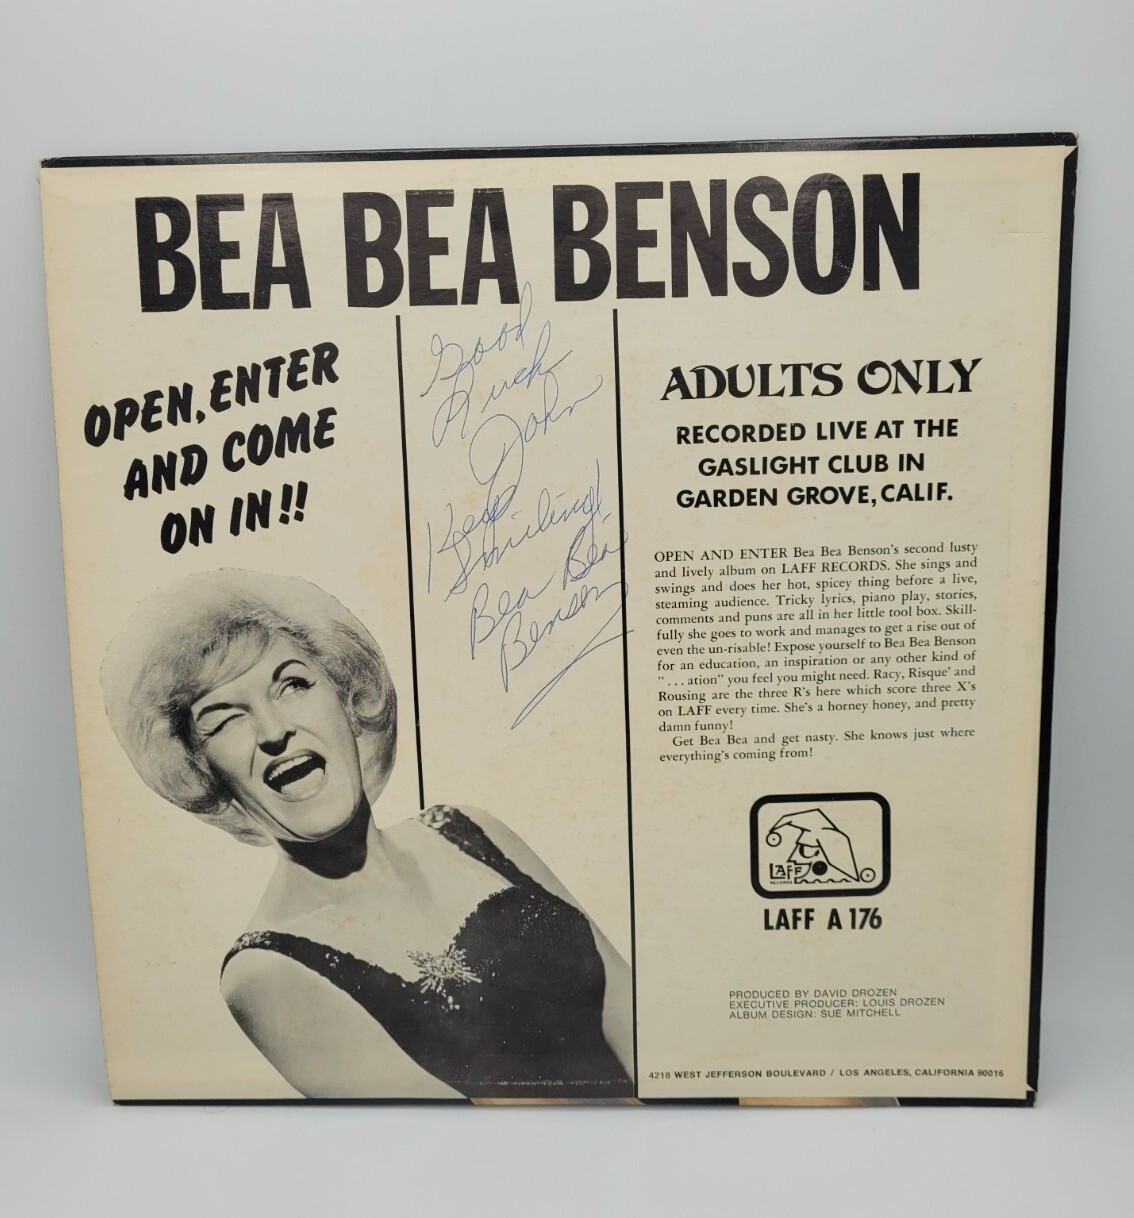 BEA BEA BENSON
OPEN, ENTER
AND COME
ON IN!!
Good
Luck
John
Keep
Smiling!
Bea Bea
Benson
ADULTS ONLY
RECORDED LIVE AT THE
GASLIGHT CLUB IN
GARDEN GROVE, CALIF.
OPEN AND ENTER Bea Bea Benson's second lusty
and lively album on LAFF RECORDS. She sings and
swings and does her hot, spicey thing before a live,
steaming audience. Tricky lyrics, piano play, stories,
comments and puns are all in her little tool box. Skill-
fully she goes to work and manages to get a rise out of
even the un-risable! Expose yourself to Bea Bea Benson
for an education, an inspiration or any other kind of
"...ation" you feel you might need. Racy, Risque' and
Rousing are the three R's here which score three X's
on LAFF every time. She's a horney honey, and pretty
damn funny!
Get Bea Bea and get nasty. She knows just where
everything's coming from!
LAFF
RECORDS
LAFF A 176
PRODUCED BY DAVID DROZEN
EXECUTIVE PRODUCER: LOUIS DROZEN
ALBUM DESIGN: SUE MITCHELL
4218 WEST JEFFERSON BOULEVARD / LOS ANGELES, CALIFORNIA 90016